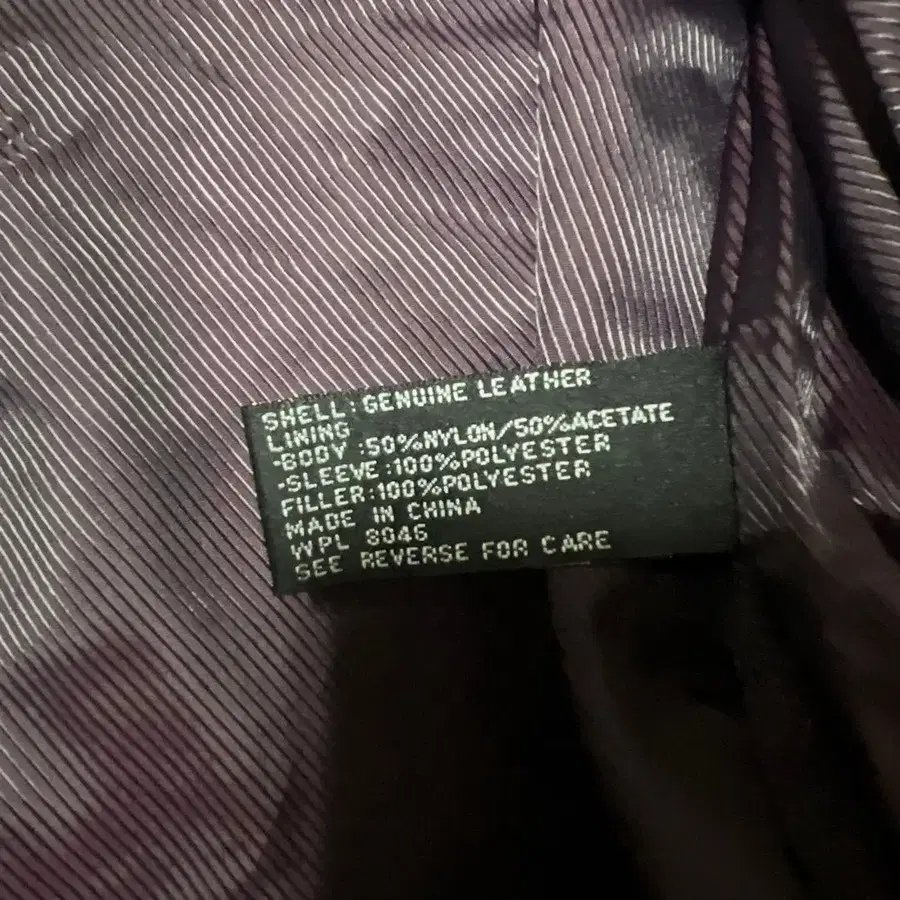 SHELL:GENUINE LEATHER
LINING
-BODY :50%NYLON/50%ACETATE
-SLEEVE:100%POLYESTER
FILLER:100%POLYESTER
MADE IN CHINA
WPL 8046
SEE REVERSE FOR CARE